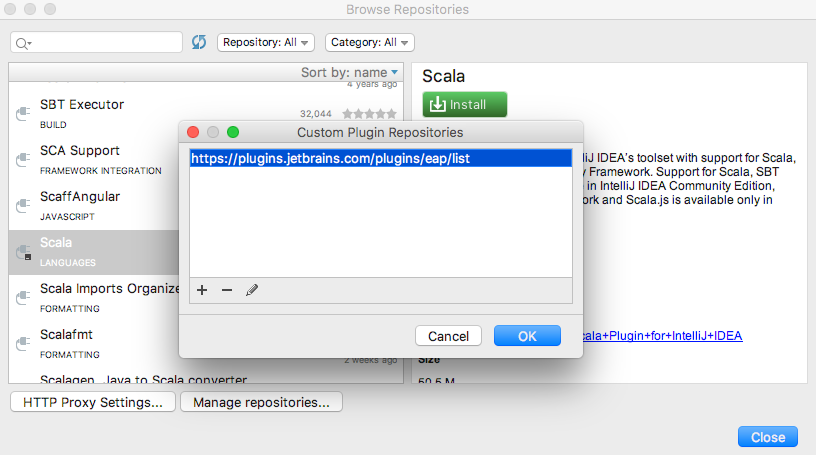 Browse Repositories
Repository: All
Category: All
Sort by: name
4 years ago
SBT Executor
BUILD
32,044
SCA Support
FRAMEWORK INTEGRATION
ScaffAngular
JAVASCRIPT
Scala
LANGUAGES
Scala Imports Organize
FORMATTING
Scalafmt
FORMATTING
2 weeks ago
Scalagen, Java to Scala converter
Scala
Install
IJ IDEA's toolset with support for Scala,
y Framework. Support for Scala, SBT
e in IntelliJ IDEA Community Edition,
ork and Scala.js is available only in
cala+Plugin+for+IntelliJ+IDEA
Size
50.5 M
Custom Plugin Repositories
https://plugins.jetbrains.com/plugins/eap/list
Cancel
OK
HTTP Proxy Settings...
Manage repositories...
Close